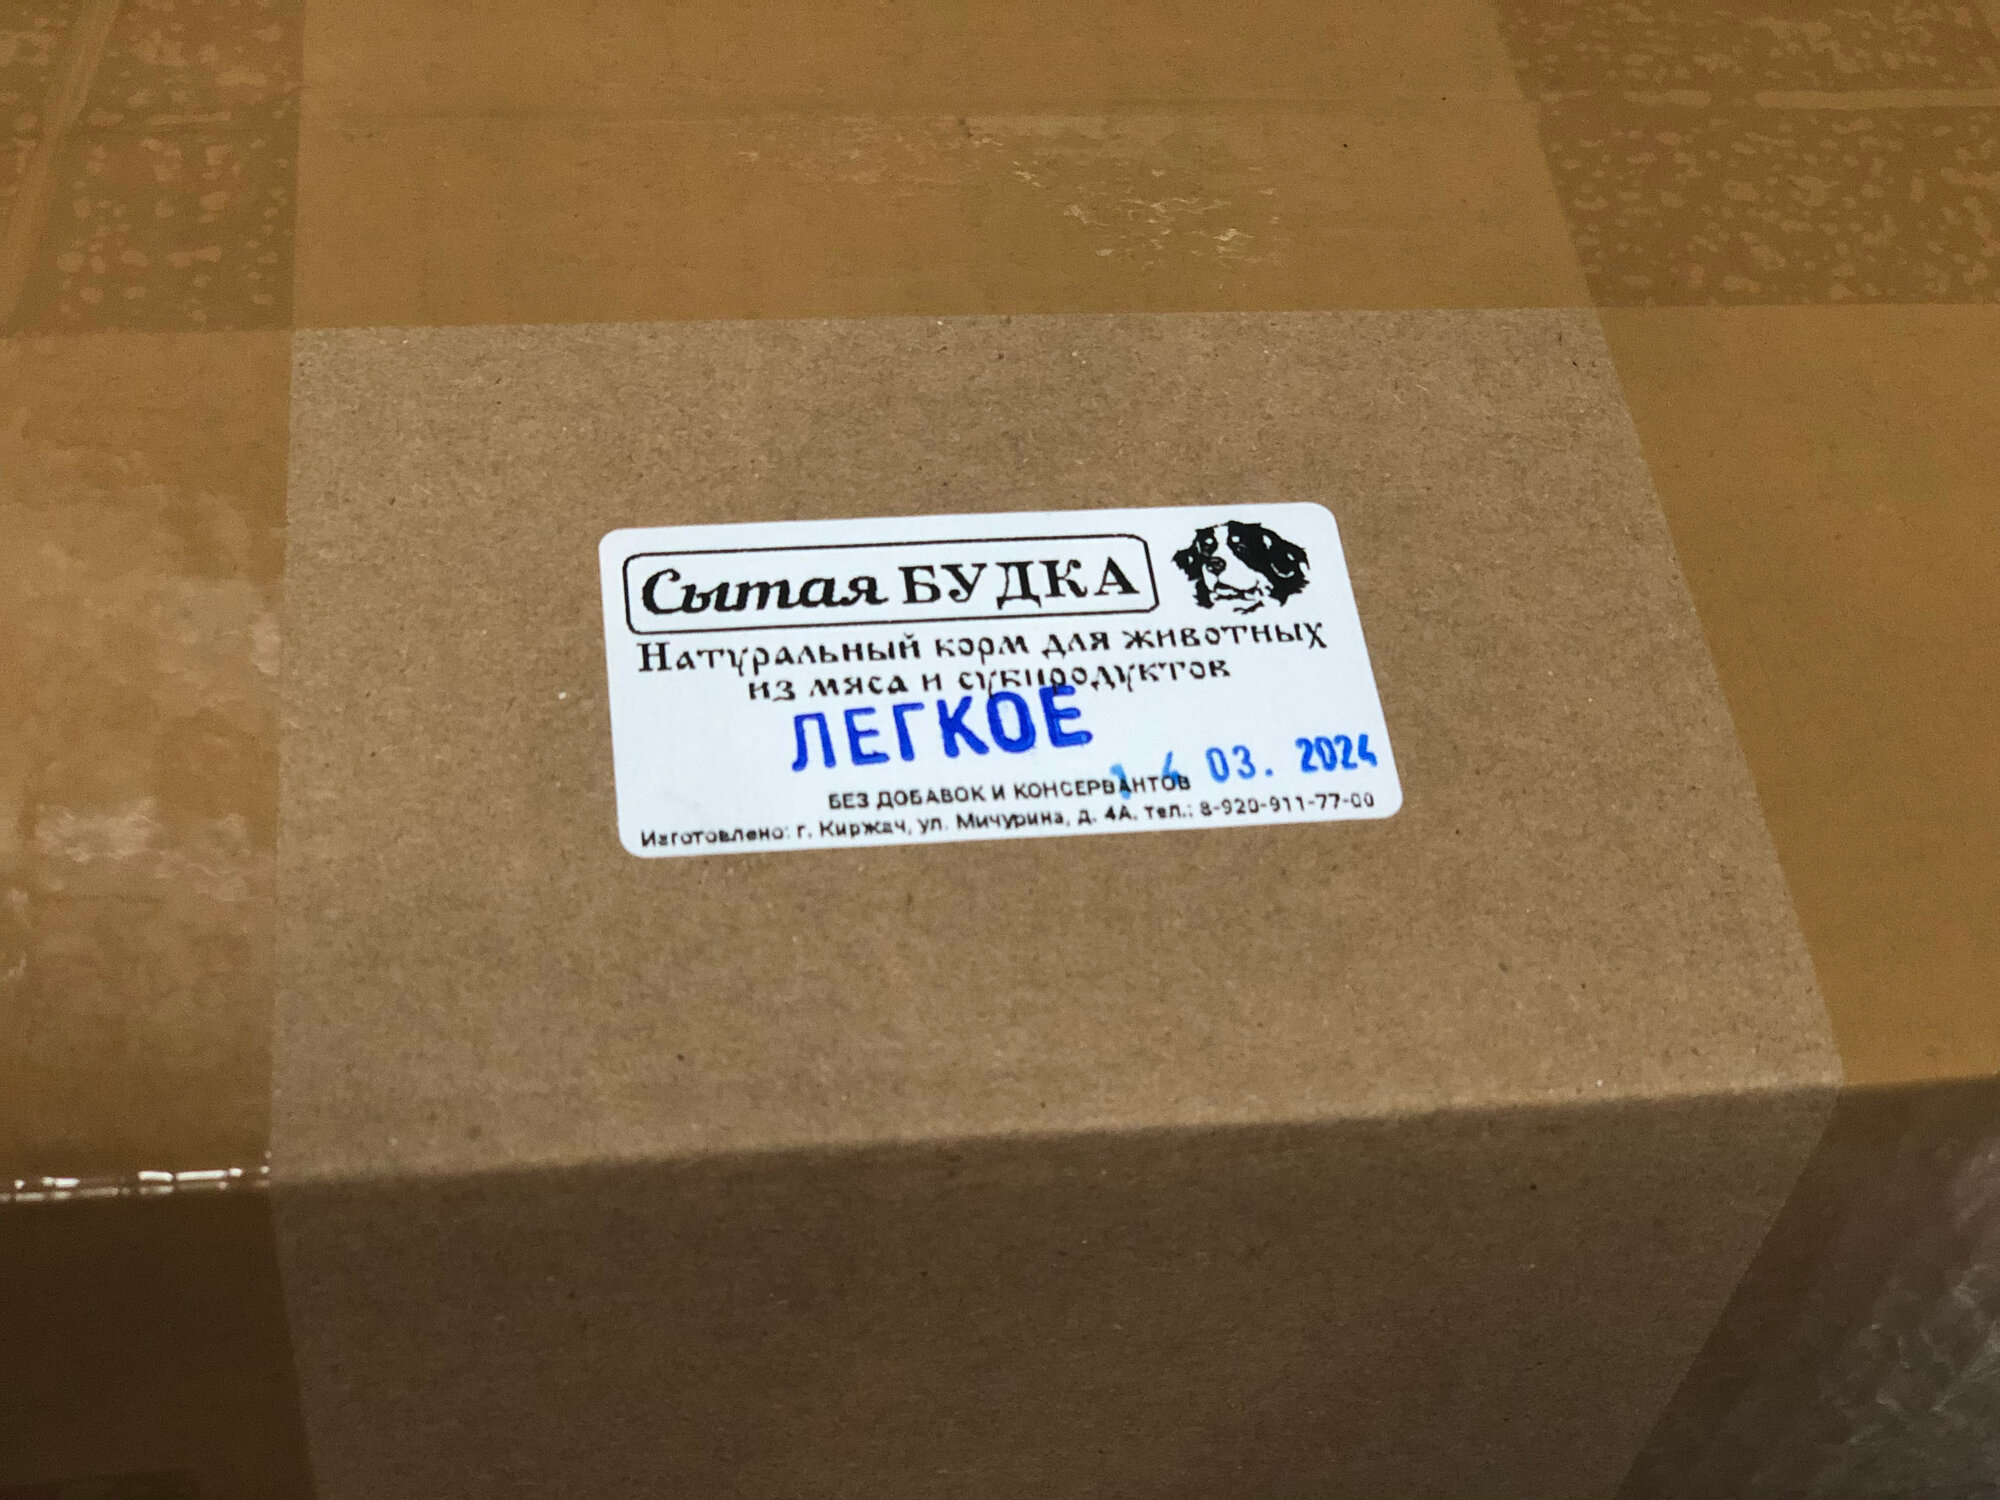 Сытая БУДКА
Натуральный корм для животных
из мяса и субпродуктов
ЛЕГКОЕ
14 03. 2024
БЕЗ ДОБАВОК И КОНСЕРВАНТОВ
Изготовлено: г. Киржач, ул. Мичурина, д. 4А. тел.: 8-920-911-77-00